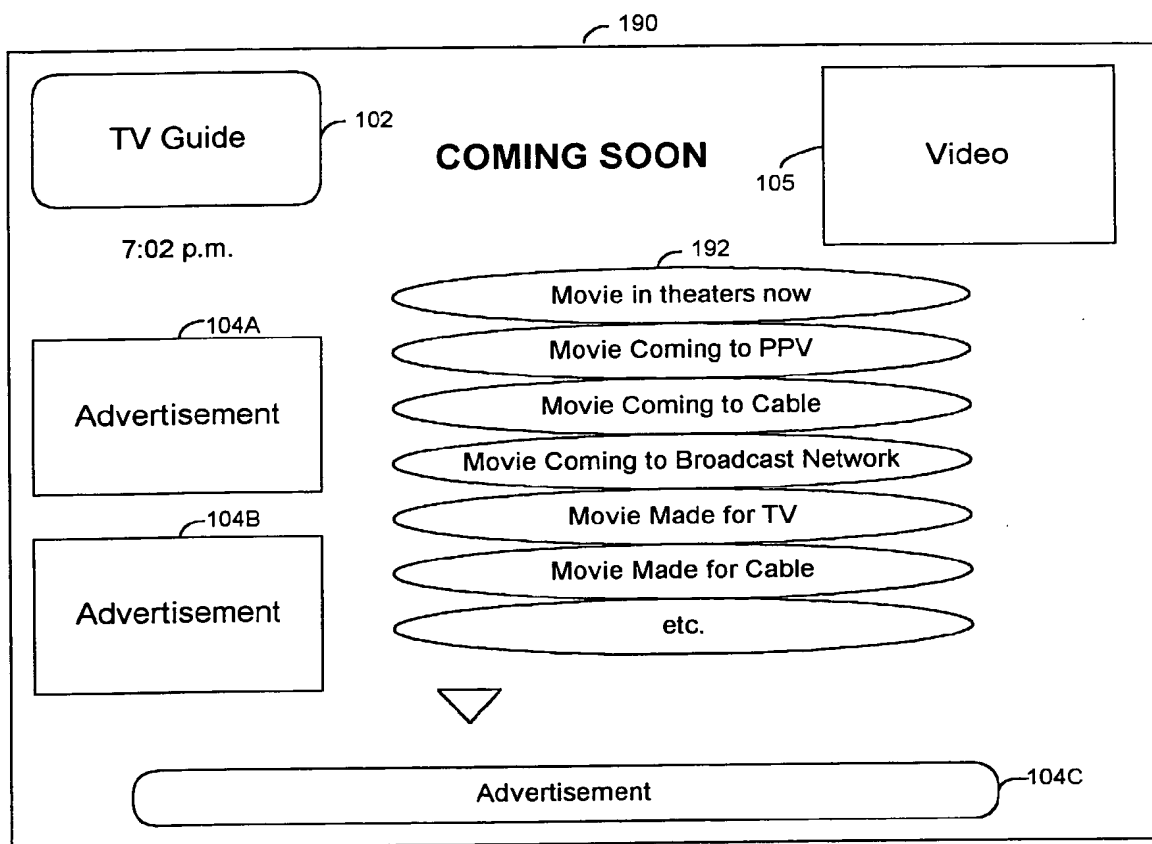 190
TV Guide
102
COMING SOON
Video
105
7:02 p.m.
192
Movie in theaters now
Movie Coming to PPV
Movie Coming to Cable
Movie Coming to Broadcast Network
Movie Made for TV
Movie Made for Cable
etc.
104A
Advertisement
104B
Advertisement
Advertisement
104C